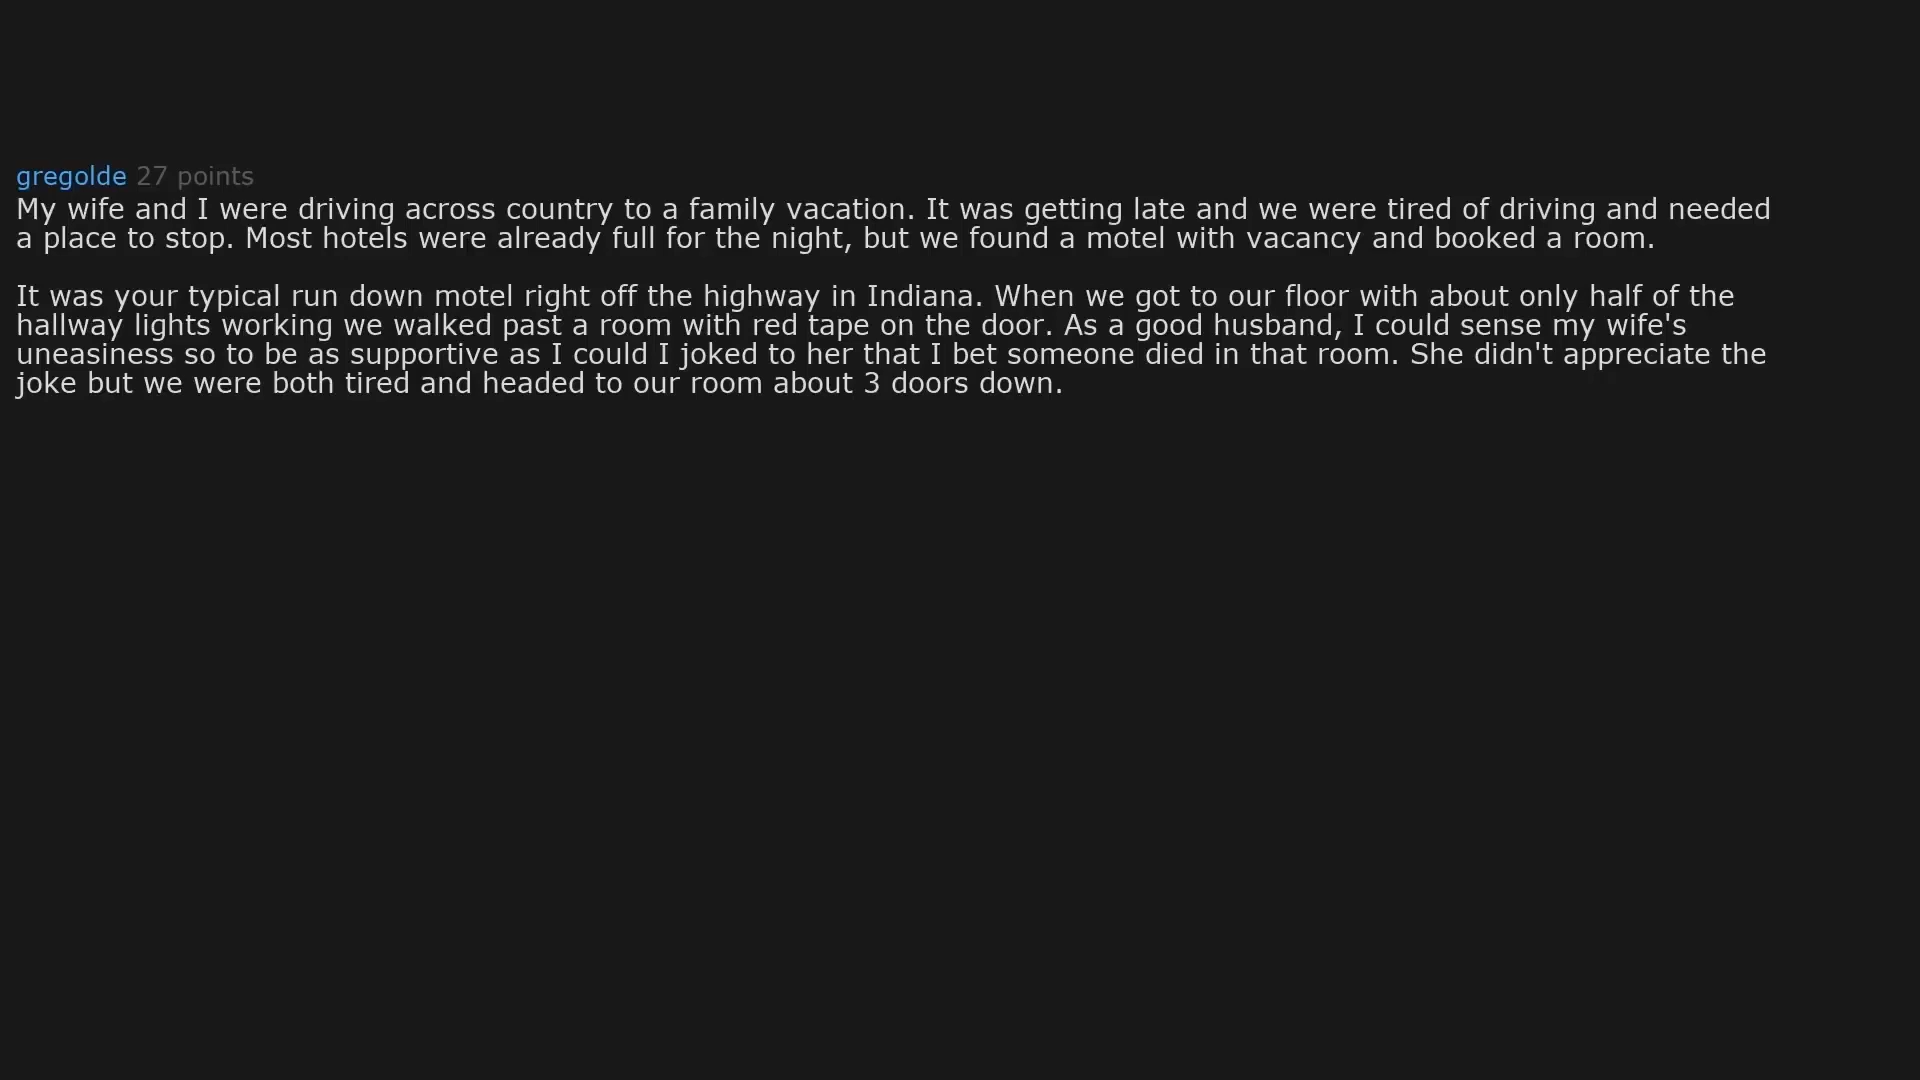 gregolde 27 points
My wife and I were driving across country to a family vacation. It was getting late and we were tired of driving and needed
a place to stop. Most hotels were already full for the night, but we found a motel with vacancy and booked a room.
It was your typical run down motel right off the highway in Indiana. When we got to our floor with about only half of the
hallway lights working we walked past a room with red tape on the door. As a good husband, I could sense my wife's
uneasiness so to be as supportive as I could I joked to her that I bet someone died in that room. She didn't appreciate the
joke but we were both tired and headed to our room about 3 doors down.